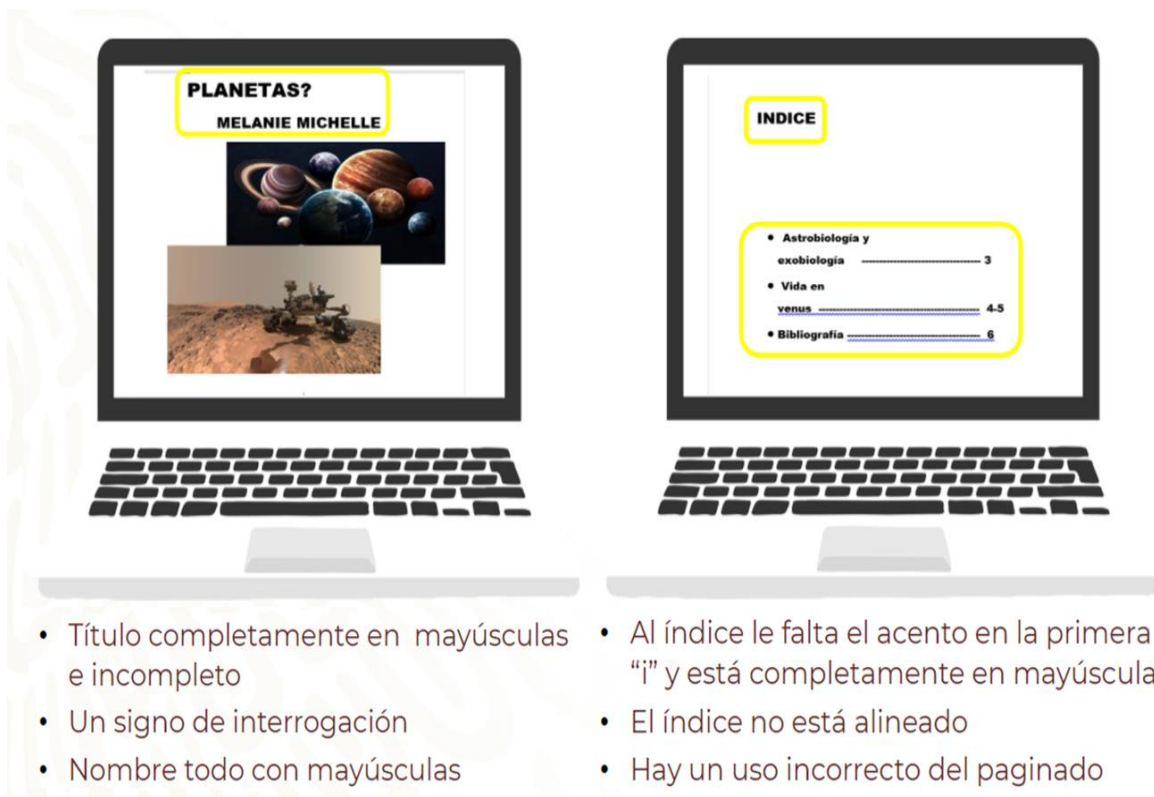 PLANETAS?
MELANIE MICHELLE
INDICE
• Astrobiología y
exobiología ------------------------------------ 3
• Vida en
venus ------------------------------------------------ 4-5
• Bibliografía ---------------------------------------- 6
• Título completamente en mayúsculas
e incompleto
• Un signo de interrogación
• Nombre todo con mayúsculas
• Al índice le falta el acento en la primera
“i” y está completamente en mayúscula
• El índice no está alineado
• Hay un uso incorrecto del paginado